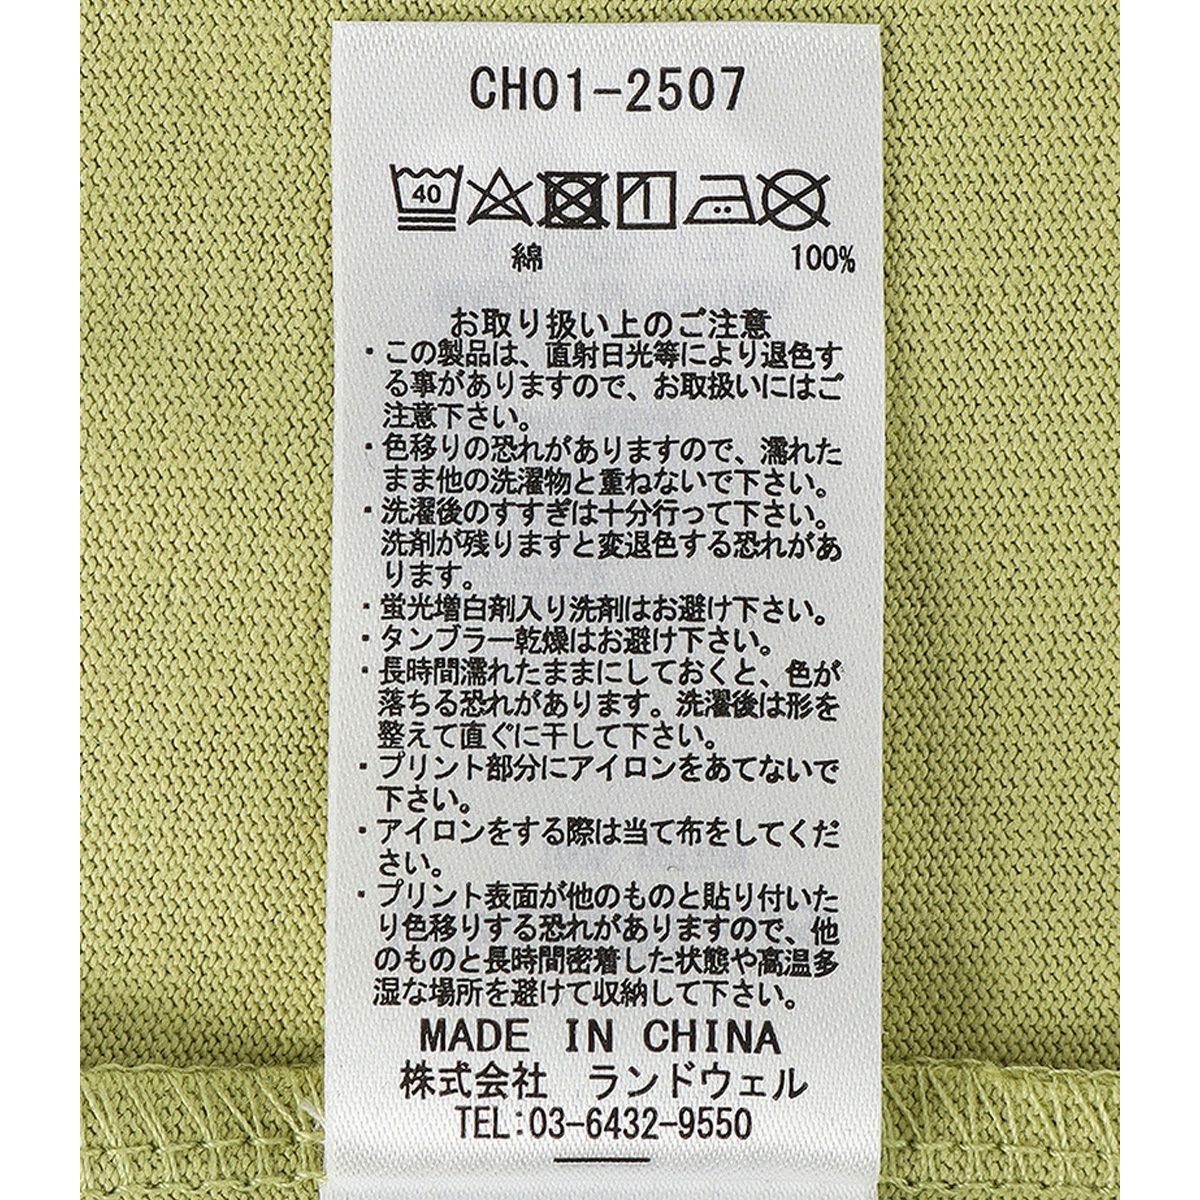 CH01-2507
40
綿 100%
お取り扱い上のご注意
・この製品は、直射日光等により退色す
る事がありますので、お取扱いにはご
注意下さい。
・色移りの恐れがありますので、濡れた
まま他の洗濯物と重ねないで下さい。
・洗濯後のすすぎは十分行って下さい。
洗剤が残りますと変退色する恐れがあ
ります。
・蛍光増白剤入り洗剤はお避け下さい。
・タンブラー乾燥はお避け下さい。
・長時間濡れたままにしておくと、色が
落ちる恐れがあります。洗濯後は形を
整えて直ぐに干して下さい。
・プリント部分にアイロンをあてないで
下さい。
・アイロンをする際は当て布をしてくだ
さい。
・プリント表面が他のものと貼り付いた
り色移りする恐れがありますので、他
のものと長時間密着した状態や高温多
湿な場所を避けて収納して下さい。
MADE IN CHINA
株式会社 ランドウェル
TEL:03-6432-9550